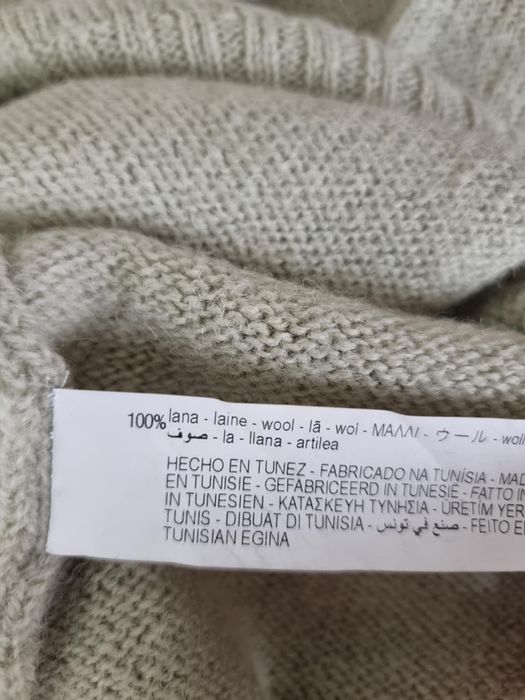 100% lana - laine - wool - lã - wol - ΜΑΛΛΙ - ウール - woll
صوف - la - llana - artilea
HECHO EN TUNEZ - FABRICADO NA TUNÍSIA - MAD
EN TUNISIE - GEFABRICEERD IN TUNESIË - FATTO IN
IN TUNESIEN - ΚΑΤΑΣΚΕΥΗ ΤΥΝΗΣΙΑ - ÜRETİM YER
TUNIS - DIBUAT DI TUNISIA - صنع في تونس - FEITO E
TUNISIAN EGINA